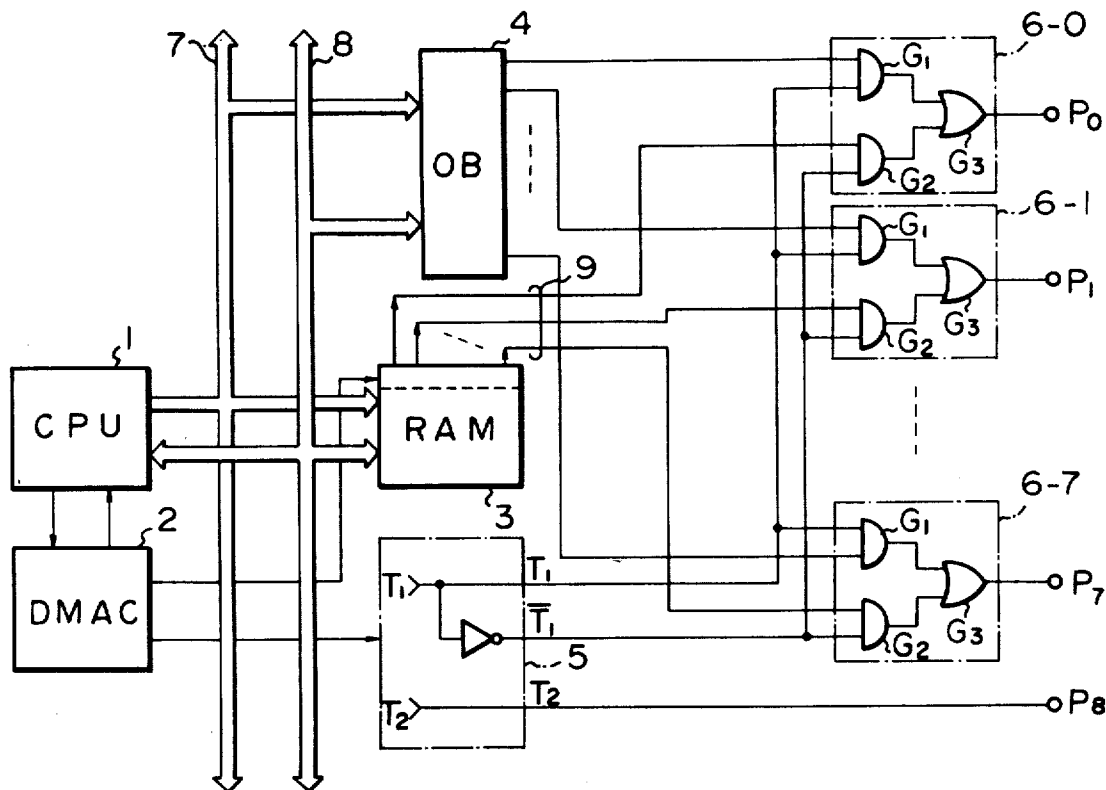 7
8
4
6-0
G1
P0
OB
G3
G2
6-1
9
G1
P1
G3
G2
1
CPU
RAM
3
6-7
2
G1
T1
T1
P7
DMAC
T̅1
G3
G2
5
T2
T2
P8